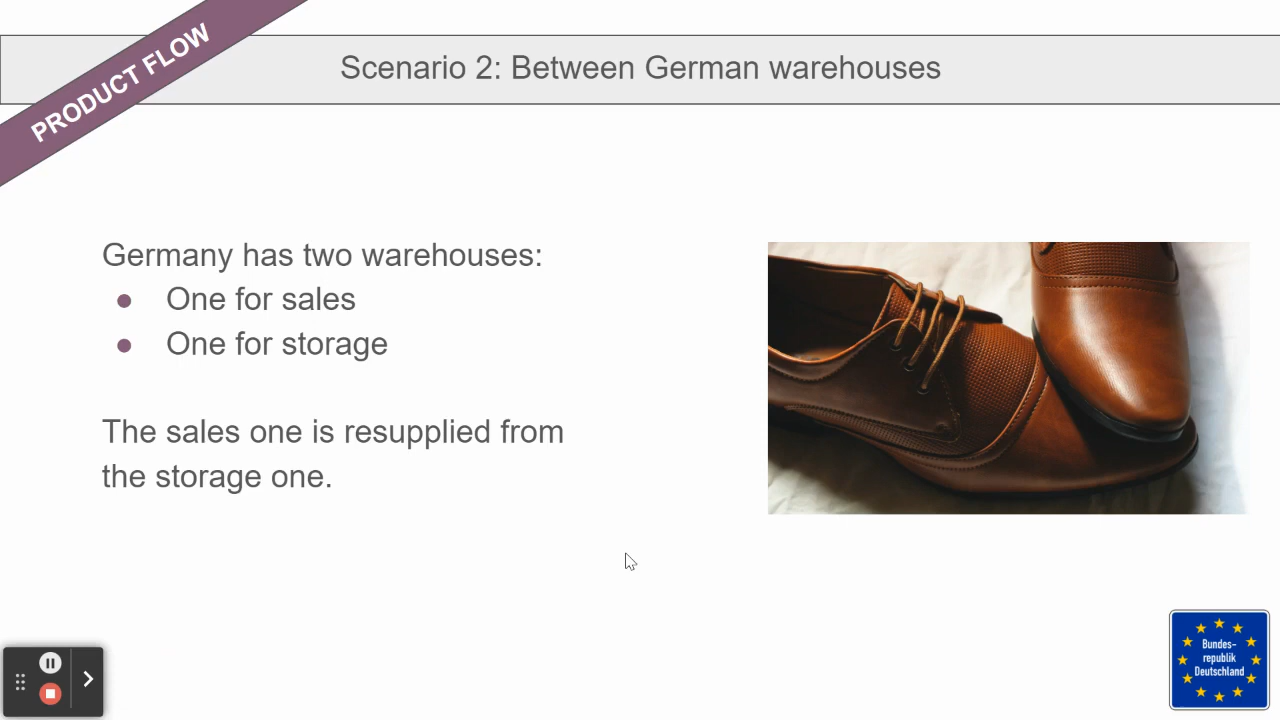 PRODUCT FLOW
Scenario 2: Between German warehouses
Germany has two warehouses:
● One for sales
● One for storage
The sales one is resupplied from
the storage one.
Bundes-
republik
Deutschland